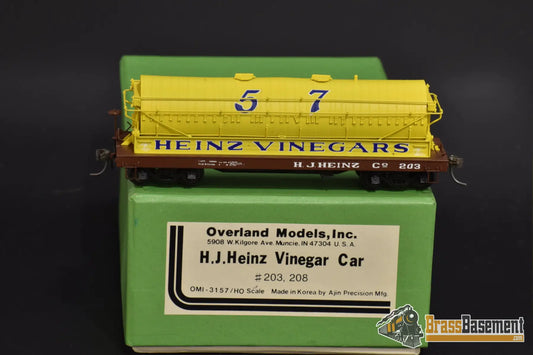 5 7
HEINZ VINEGARS
H.J.HEINZ Co 203
Overland Models, Inc.
5908 W. Kilgore Ave. Muncie, IN 47304 U.S.A.
H.J.Heinz Vinegar Car
#203, 208
OMI-3157/HO Scale Made in Korea by Ajin Precision Mfg.
BrassBasement
.com